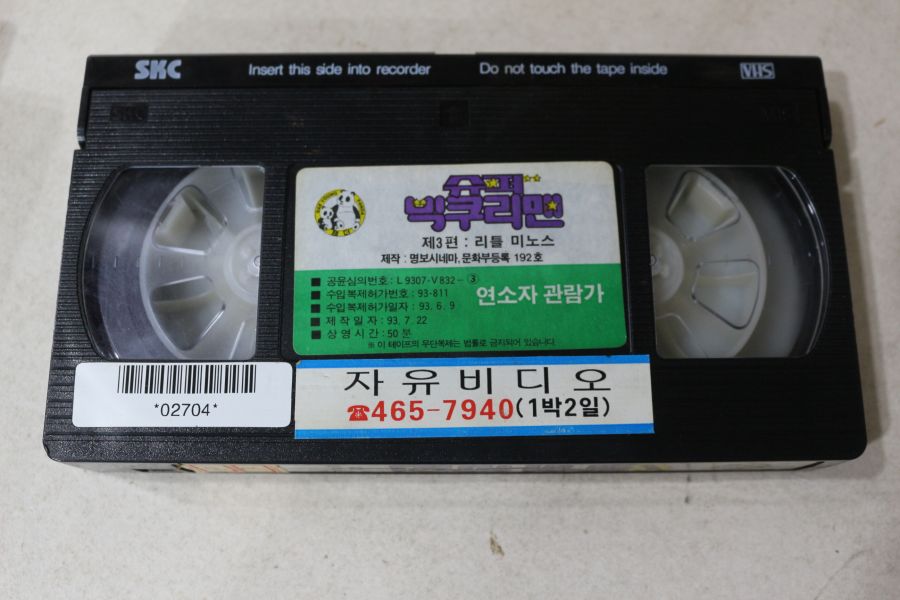 SKC Insert this side into recorder Do not touch the tape inside VHS
슈퍼
빅쿠리맨
제3편 : 리틀 미노스
제작 : 명보시네마, 문화부등록 192호
■ 공윤심의번호 : L 9307-V832-③
■ 수입복제허가번호 : 93-811
■ 수입복제허가일자 : 93. 6. 9
■ 제 작 일 자 : 93. 7. 22
■ 상 영 시 간 : 50 분
연소자 관람가
※ 이 테이프의 무단복제는 법률로 금지되어 있습니다
자유비디오
☎465-7940(1박2일)
*02704*